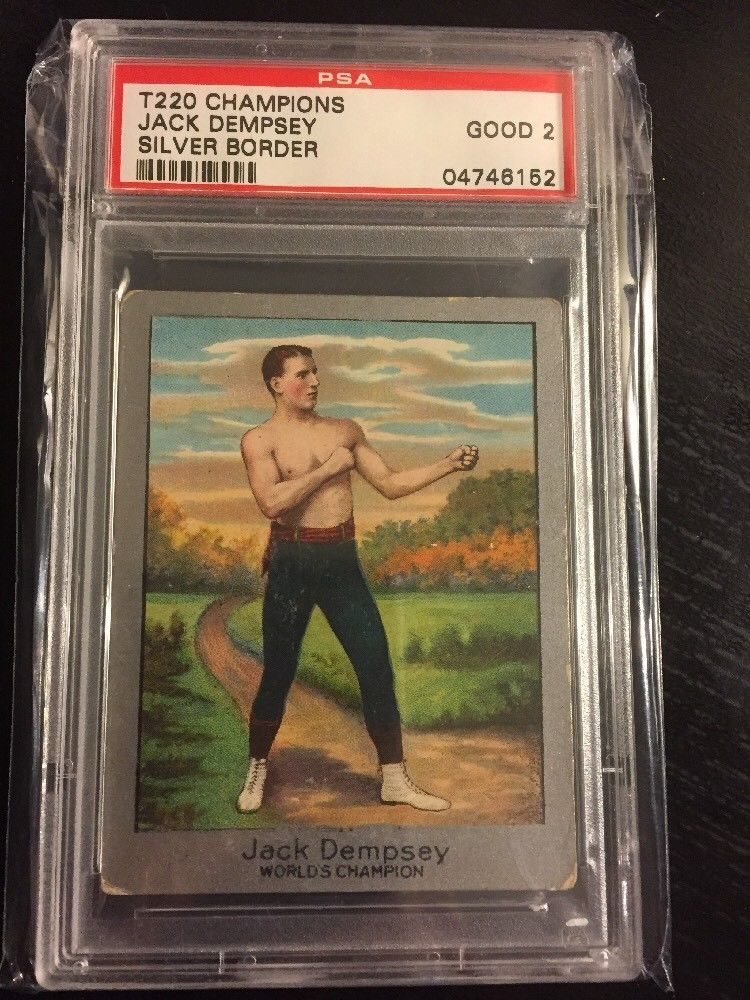 PSA
T220 CHAMPIONS
JACK DEMPSEY
GOOD 2
SILVER BORDER
04746152
Jack Dempsey
WORLD'S CHAMPION